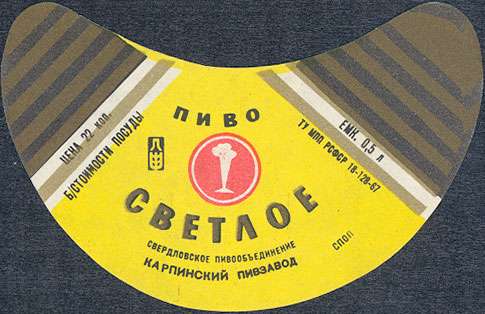 ПИВО
СВЕТЛОЕ
СВЕРДЛОВСКОЕ ПИВООБЪЕДИНЕНИЕ
КАРПИНСКИЙ ПИВЗАВОД
ЦЕНА 22 коп.
Б/СТОИМОСТИ ПОСУДЫ
ЕМК. 0,5 л
ТУ МПП РСФСР 18-128-67
СПОП